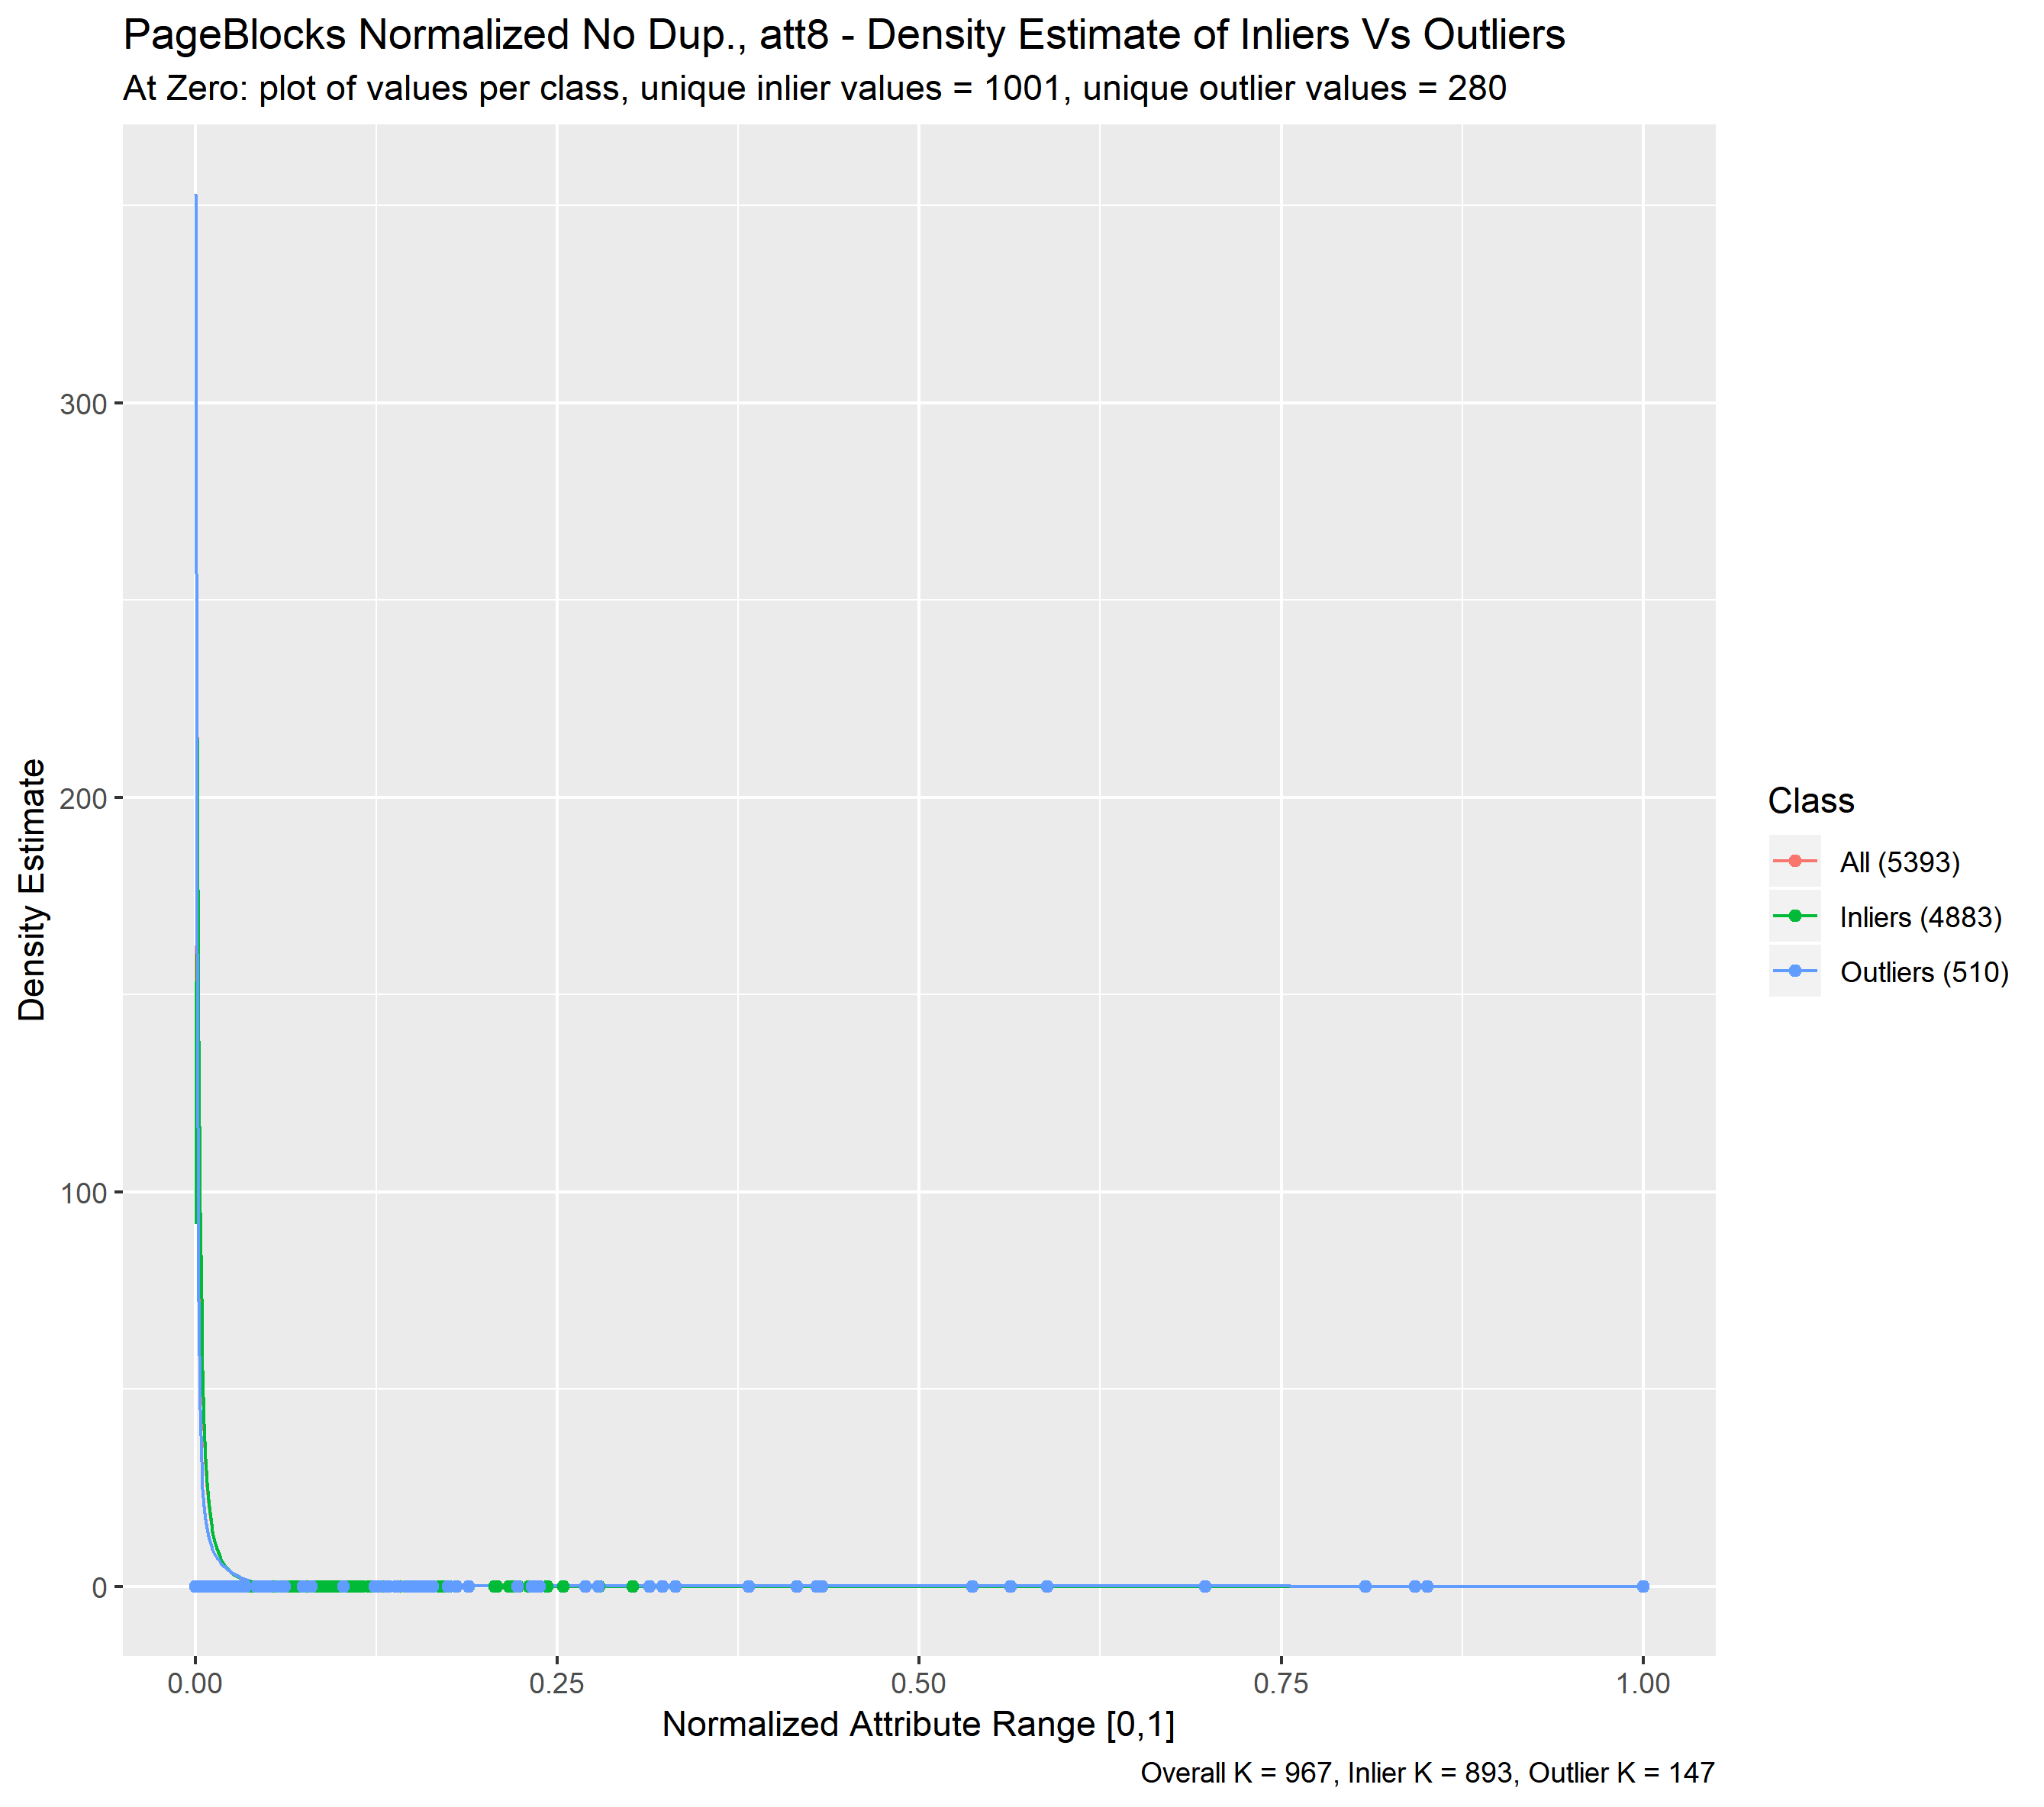 PageBlocks Normalized No Dup., att8 - Density Estimate of Inliers Vs Outliers
At Zero: plot of values per class, unique inlier values = 1001, unique outlier values = 280
Density Estimate
300
200
100
0
0.00 0.25 0.50 0.75 1.00
Normalized Attribute Range [0,1]
Overall K = 967, Inlier K = 893, Outlier K = 147
Class
All (5393)
Inliers (4883)
Outliers (510)